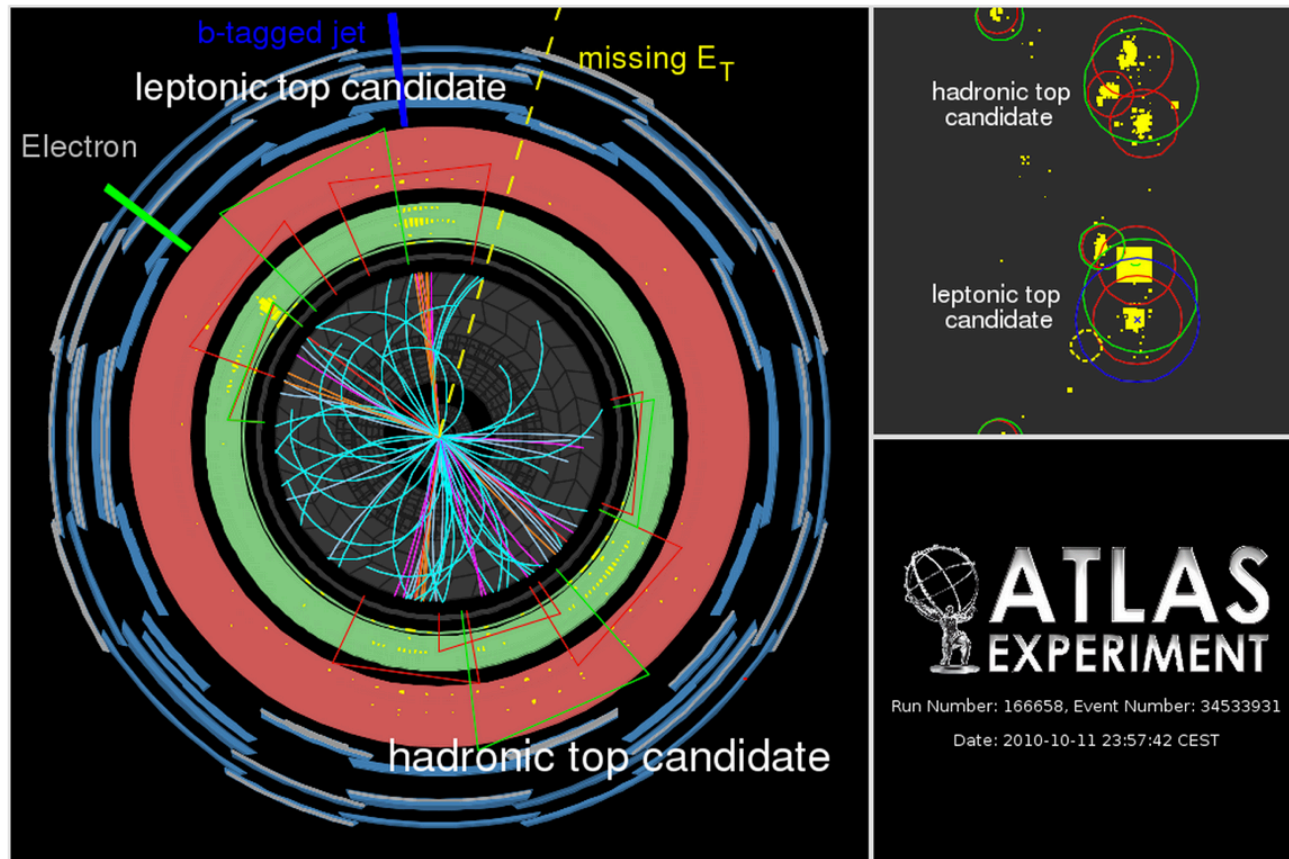 b-tagged jet
leptonic top candidate
missing E_T
Electron
hadronic top candidate
hadronic top
candidate
leptonic top
candidate
ATLAS
EXPERIMENT
Run Number: 166658, Event Number: 34533931
Date: 2010-10-11 23:57:42 CEST